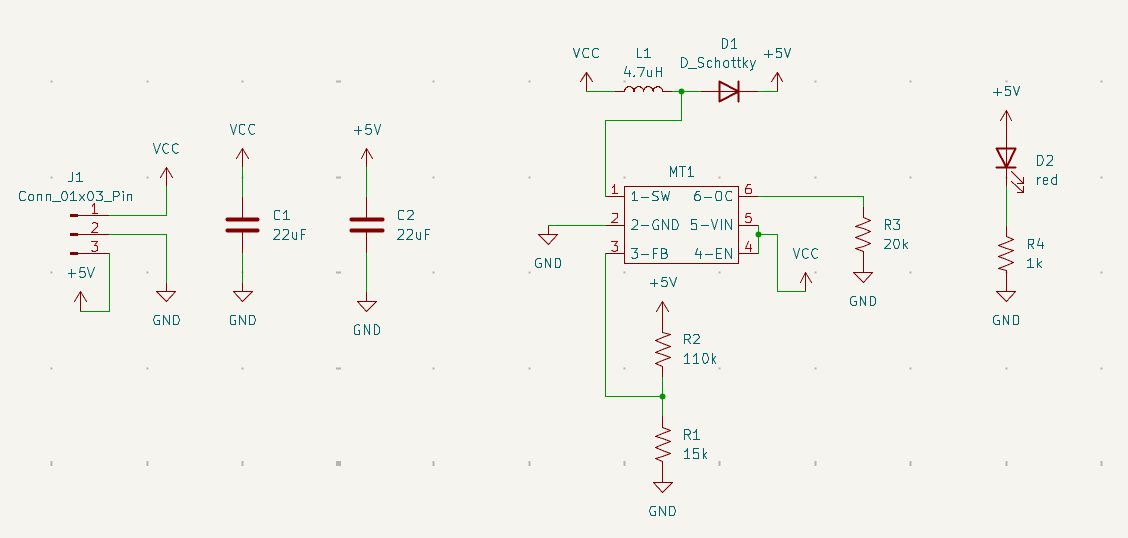 J1
Conn_01x03_Pin
1
2
3
VCC
+5V
GND
VCC
C1
22uF
GND
+5V
C2
22uF
GND
VCC
L1
4.7uH
D1
D_Schottky
+5V
MT1
1
1-SW
6-OC
6
2
2-GND
5-VIN
5
3
3-FB
4-EN
4
GND
VCC
R3
20k
GND
+5V
R2
110k
R1
15k
GND
+5V
D2
red
R4
1k
GND